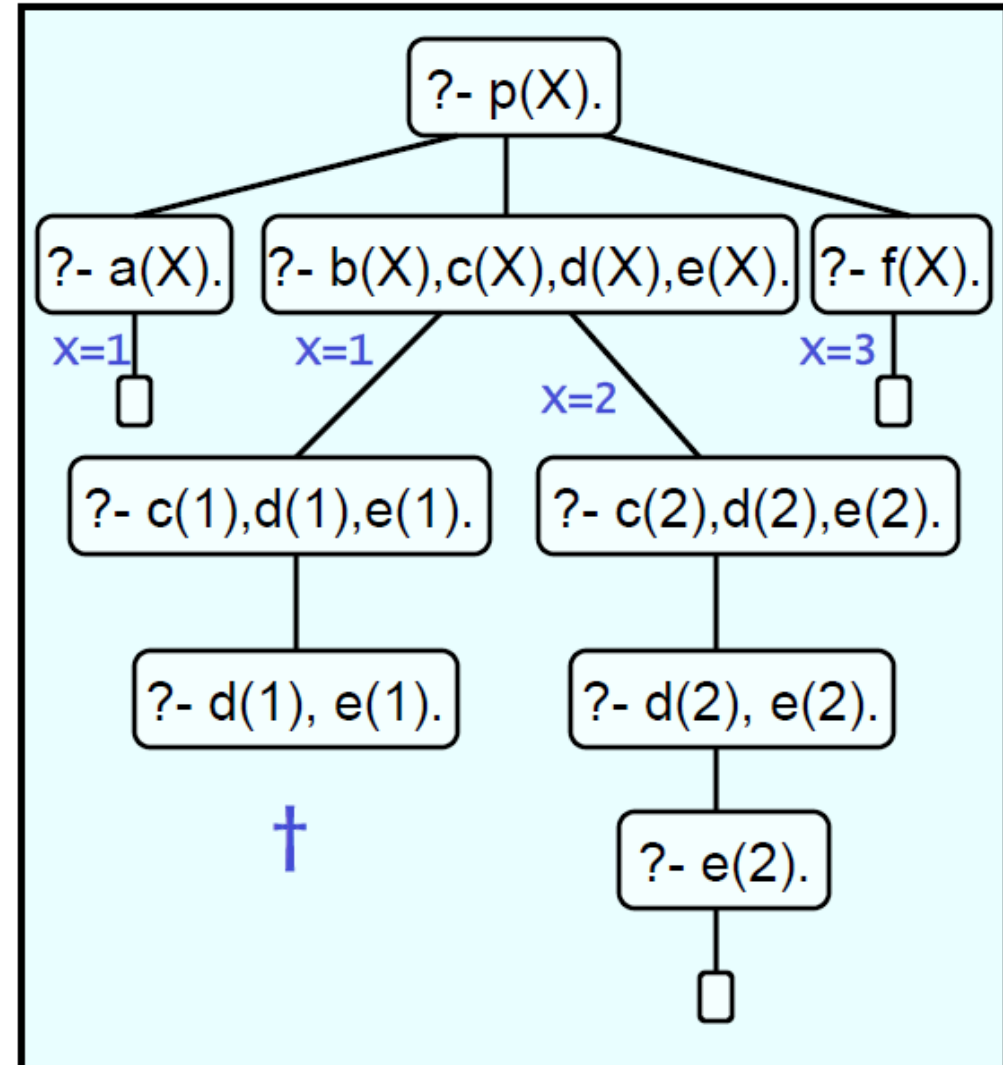 ?- p(X).
?- a(X).
?- b(X),c(X),d(X),e(X).
?- f(X).
X=1
X=1
X=2
X=3
?- c(1),d(1),e(1).
?- c(2),d(2),e(2).
?- d(1), e(1).
?- d(2), e(2).
†
?- e(2).